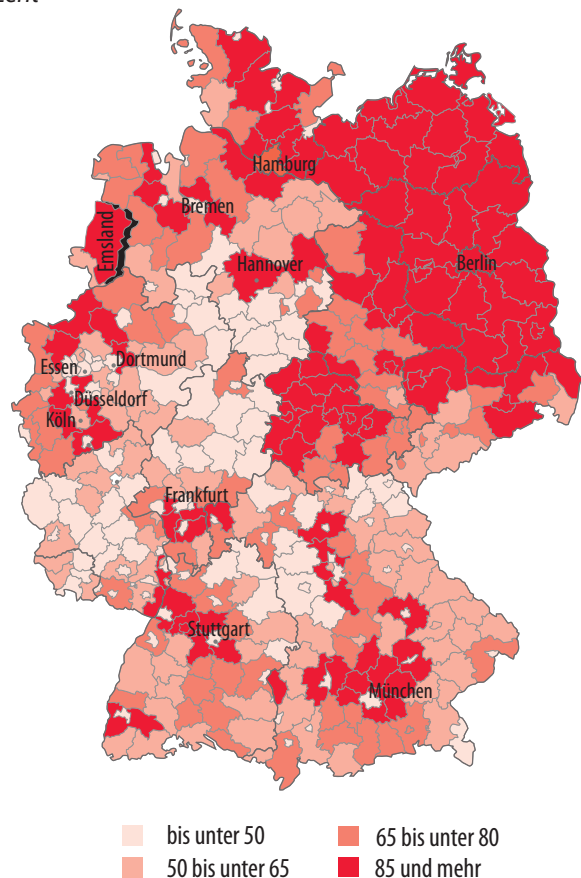 Hamburg
Bremen
Emsland
Hannover
Berlin
Essen
Dortmund
Düsseldorf
Köln
Frankfurt
Stuttgart
München
bis unter 50
65 bis unter 80
50 bis unter 65
85 und mehr